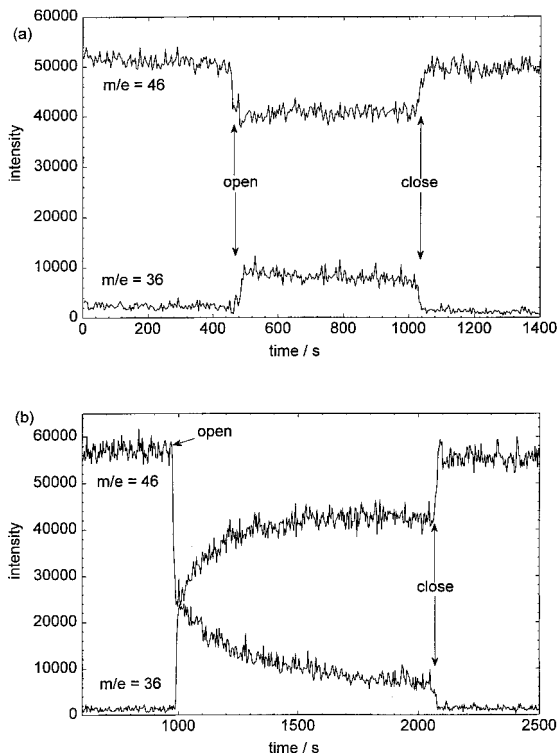 (a)
60000
50000
40000
30000
20000
10000
0
intensity
m/e = 46
open
close
m/e = 36
0 200 400 600 800 1000 1200 1400
time / s
(b)
60000
50000
40000
30000
20000
10000
0
intensity
open
m/e = 46
close
m/e = 36
1000 1500 2000 2500
time / s